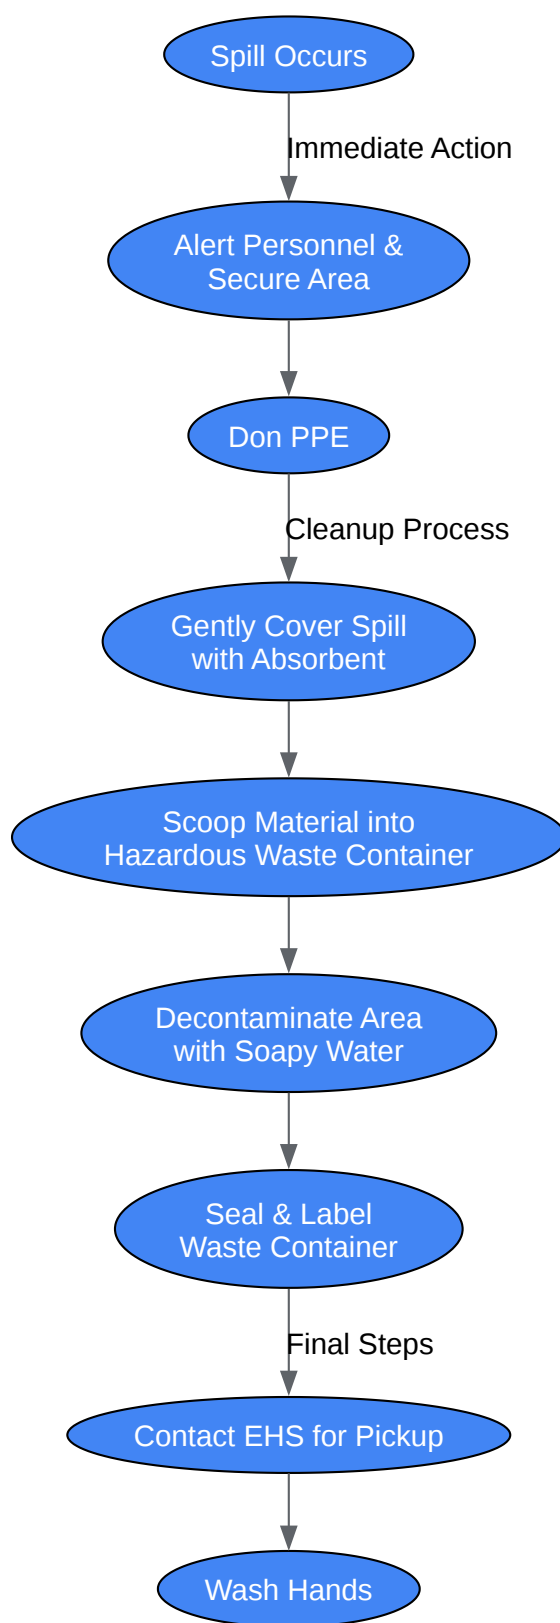 Spill Occurs
Immediate Action
Alert Personnel &
Secure Area
Don PPE
Cleanup Process
Gently Cover Spill
with Absorbent
Scoop Material into
Hazardous Waste Container
Decontaminate Area
with Soapy Water
Seal & Label
Waste Container
Final Steps
Contact EHS for Pickup
Wash Hands